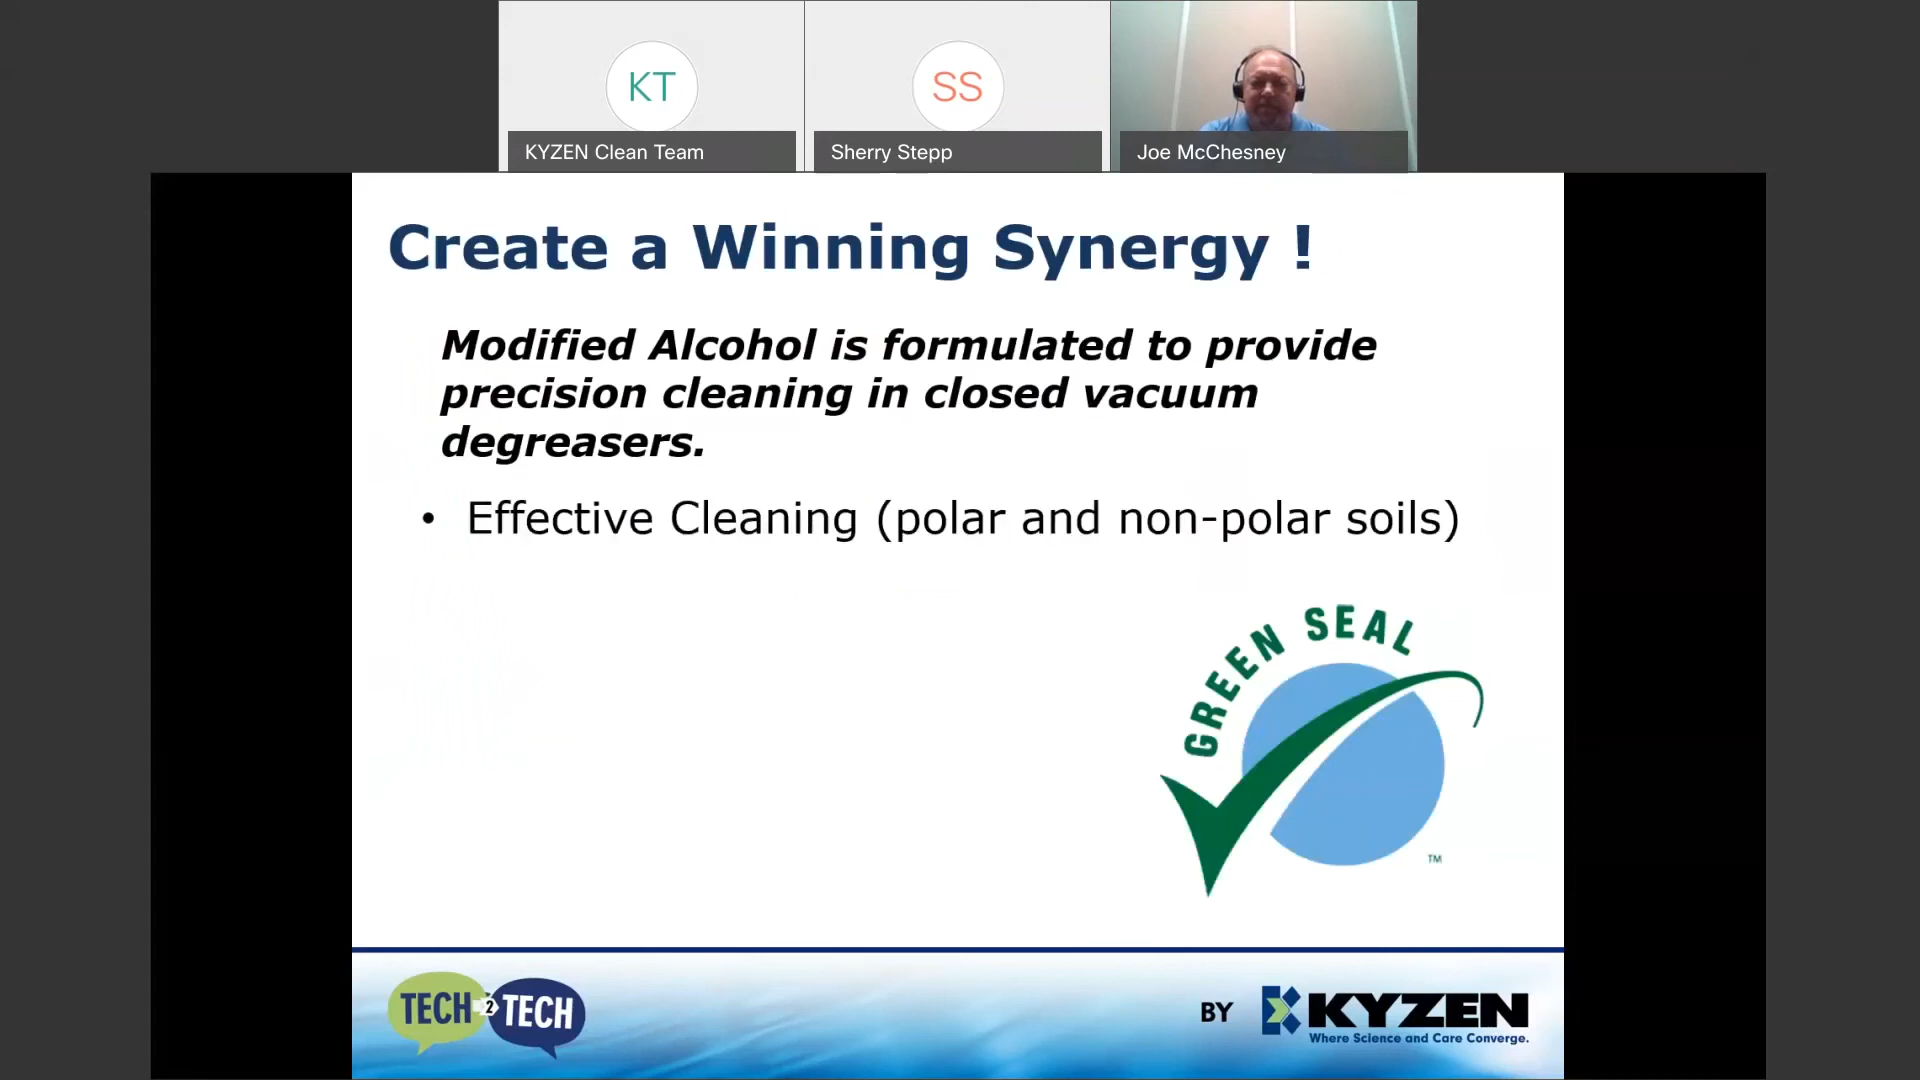 KT
SS
KYZEN Clean Team
Sherry Stepp
Joe McChesney
Create a Winning Synergy !
Modified Alcohol is formulated to provide
precision cleaning in closed vacuum
degreasers.
• Effective Cleaning (polar and non-polar soils)
GREEN SEAL
TM
TECH 2 TECH
BY KYZEN
Where Science and Care Converge.